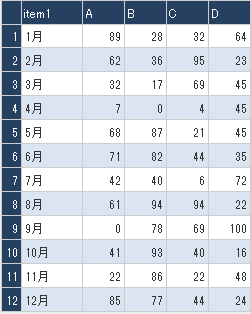 item1 A B C D
1 1月 89 28 32 64
2 2月 62 36 95 23
3 3月 32 17 69 45
4 4月 7 0 4 45
5 5月 68 87 21 45
6 6月 71 82 44 35
7 7月 42 40 6 72
8 8月 61 94 94 22
9 9月 0 78 69 100
10 10月 41 93 40 16
11 11月 22 86 22 48
12 12月 85 77 44 24